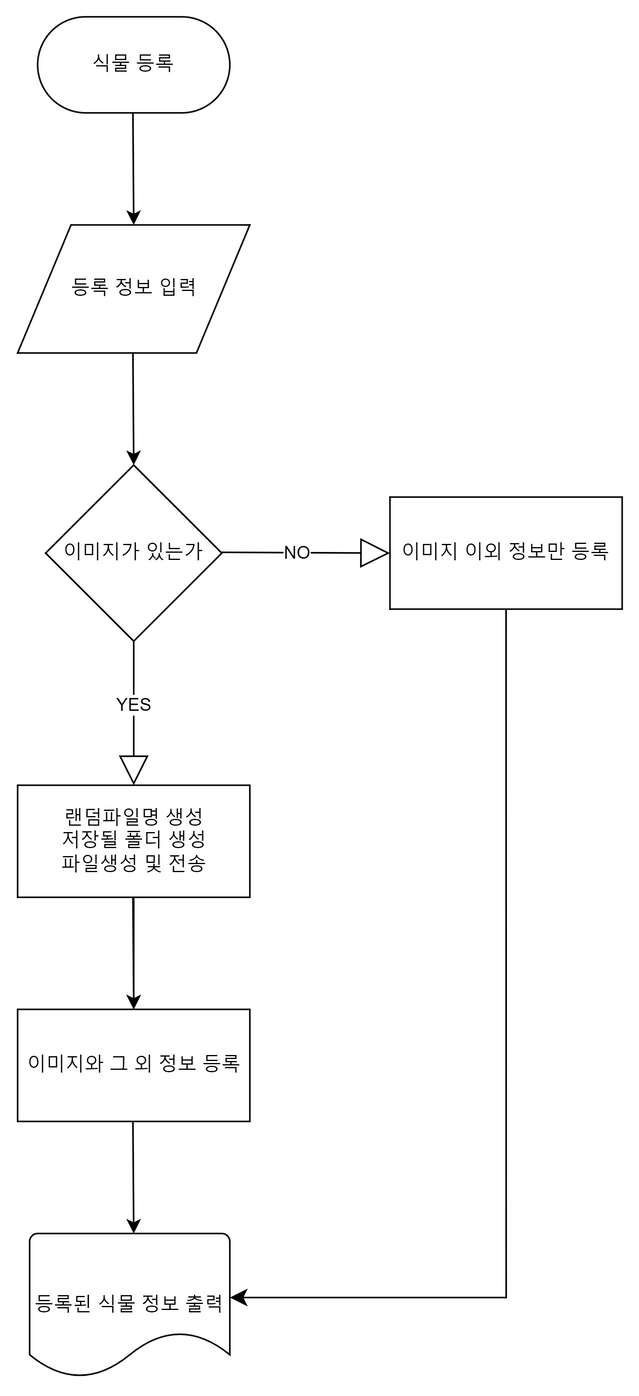 식물 등록
등록 정보 입력
이미지가 있는가
NO
이미지 이외 정보만 등록
YES
랜덤파일명 생성
저장될 폴더 생성
파일생성 및 전송
이미지와 그 외 정보 등록
등록된 식물 정보 출력